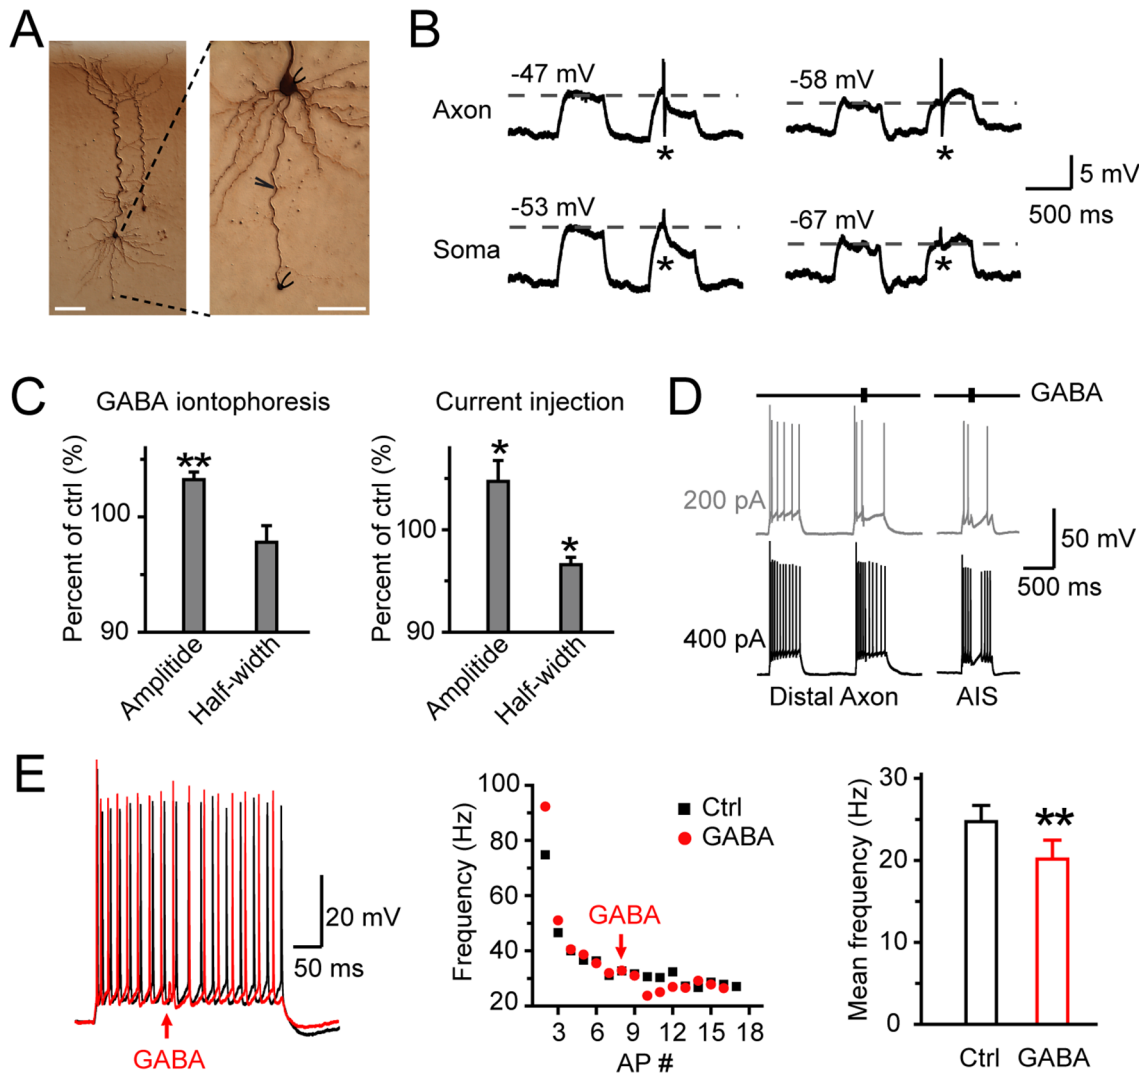 A
B
-47 mV
-58 mV
Axon
*
*
5 mV
500 ms
-53 mV
-67 mV
Soma
*
*
C
GABA iontophoresis
Current injection
Percent of ctrl (%)
100
90
**
Amplitide
Half-width
Percent of ctrl (%)
100
90
*
*
Amplitide
Half-width
D
GABA
200 pA
50 mV
500 ms
400 pA
Distal Axon
AIS
E
20 mV
50 ms
GABA
Frequency (Hz)
100
80
60
40
20
Ctrl
GABA
GABA
3 6 9 12 15 18
AP #
Mean frequency (Hz)
30
20
10
0
**
Ctrl GABA